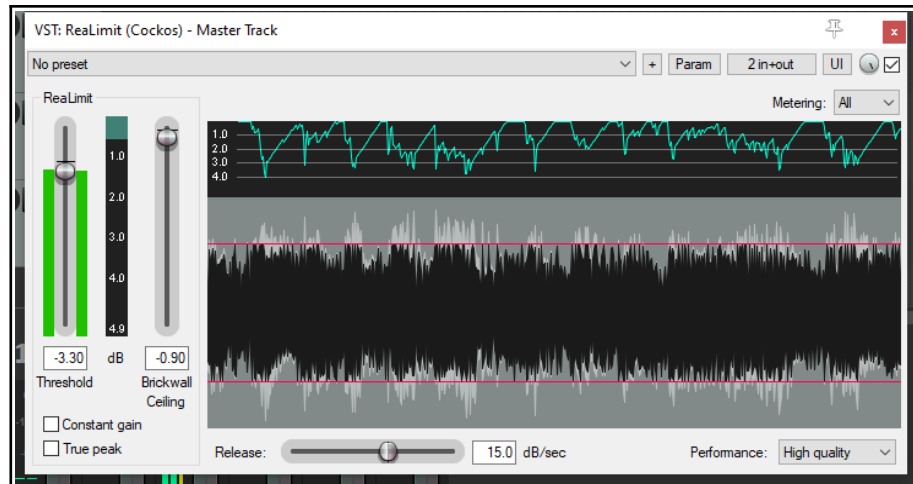 VST: ReaLimit (Cockos) - Master Track
x
No preset
+
Param
2 in+out
UI
ReaLimit
Metering: All
1.0
2.0
3.0
4.0
4.9
1.0
2.0
3.0
4.0
-3.30 dB -0.90
Threshold
Brickwall
Ceiling
Constant gain
True peak
Release: 15.0 dB/sec
Performance: High quality